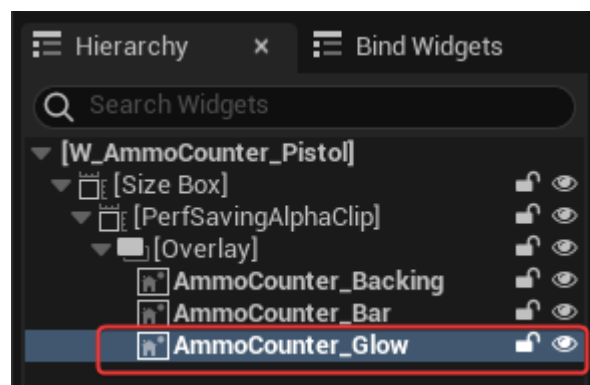 Hierarchy × Bind Widgets
Search Widgets
[W_AmmoCounter_Pistol]
[Size Box]
[PerfSavingAlphaClip]
[Overlay]
AmmoCounter_Backing
AmmoCounter_Bar
AmmoCounter_Glow